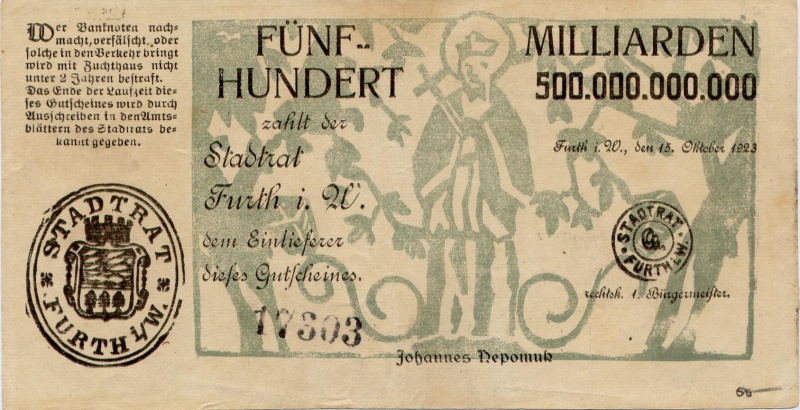 Wer Banknoten nach-
macht, verfälscht, oder
solche in den Verkehr bringt
wird mit Zuchthaus nicht
unter 2 Jahren bestraft.
Das Ende der Laufzeit die-
ses Gutscheines wird durch
Ausschreiben in den Amts-
blättern des Stadtrats be-
kannt gegeben.
FÜNF-
HUNDERT
MILLIARDEN
500.000.000.000
zahlt der
Stadtrat
Furth i. W.
dem Einlieferer
dieses Gutscheines.
Furth i. W., den 15. Oktober 1923
STADTRAT
FURTH i/W.
STADTRAT
FURTH i.W.
rechtsk. 1. Bürgermeister.
17303
Johannes Nepomuk